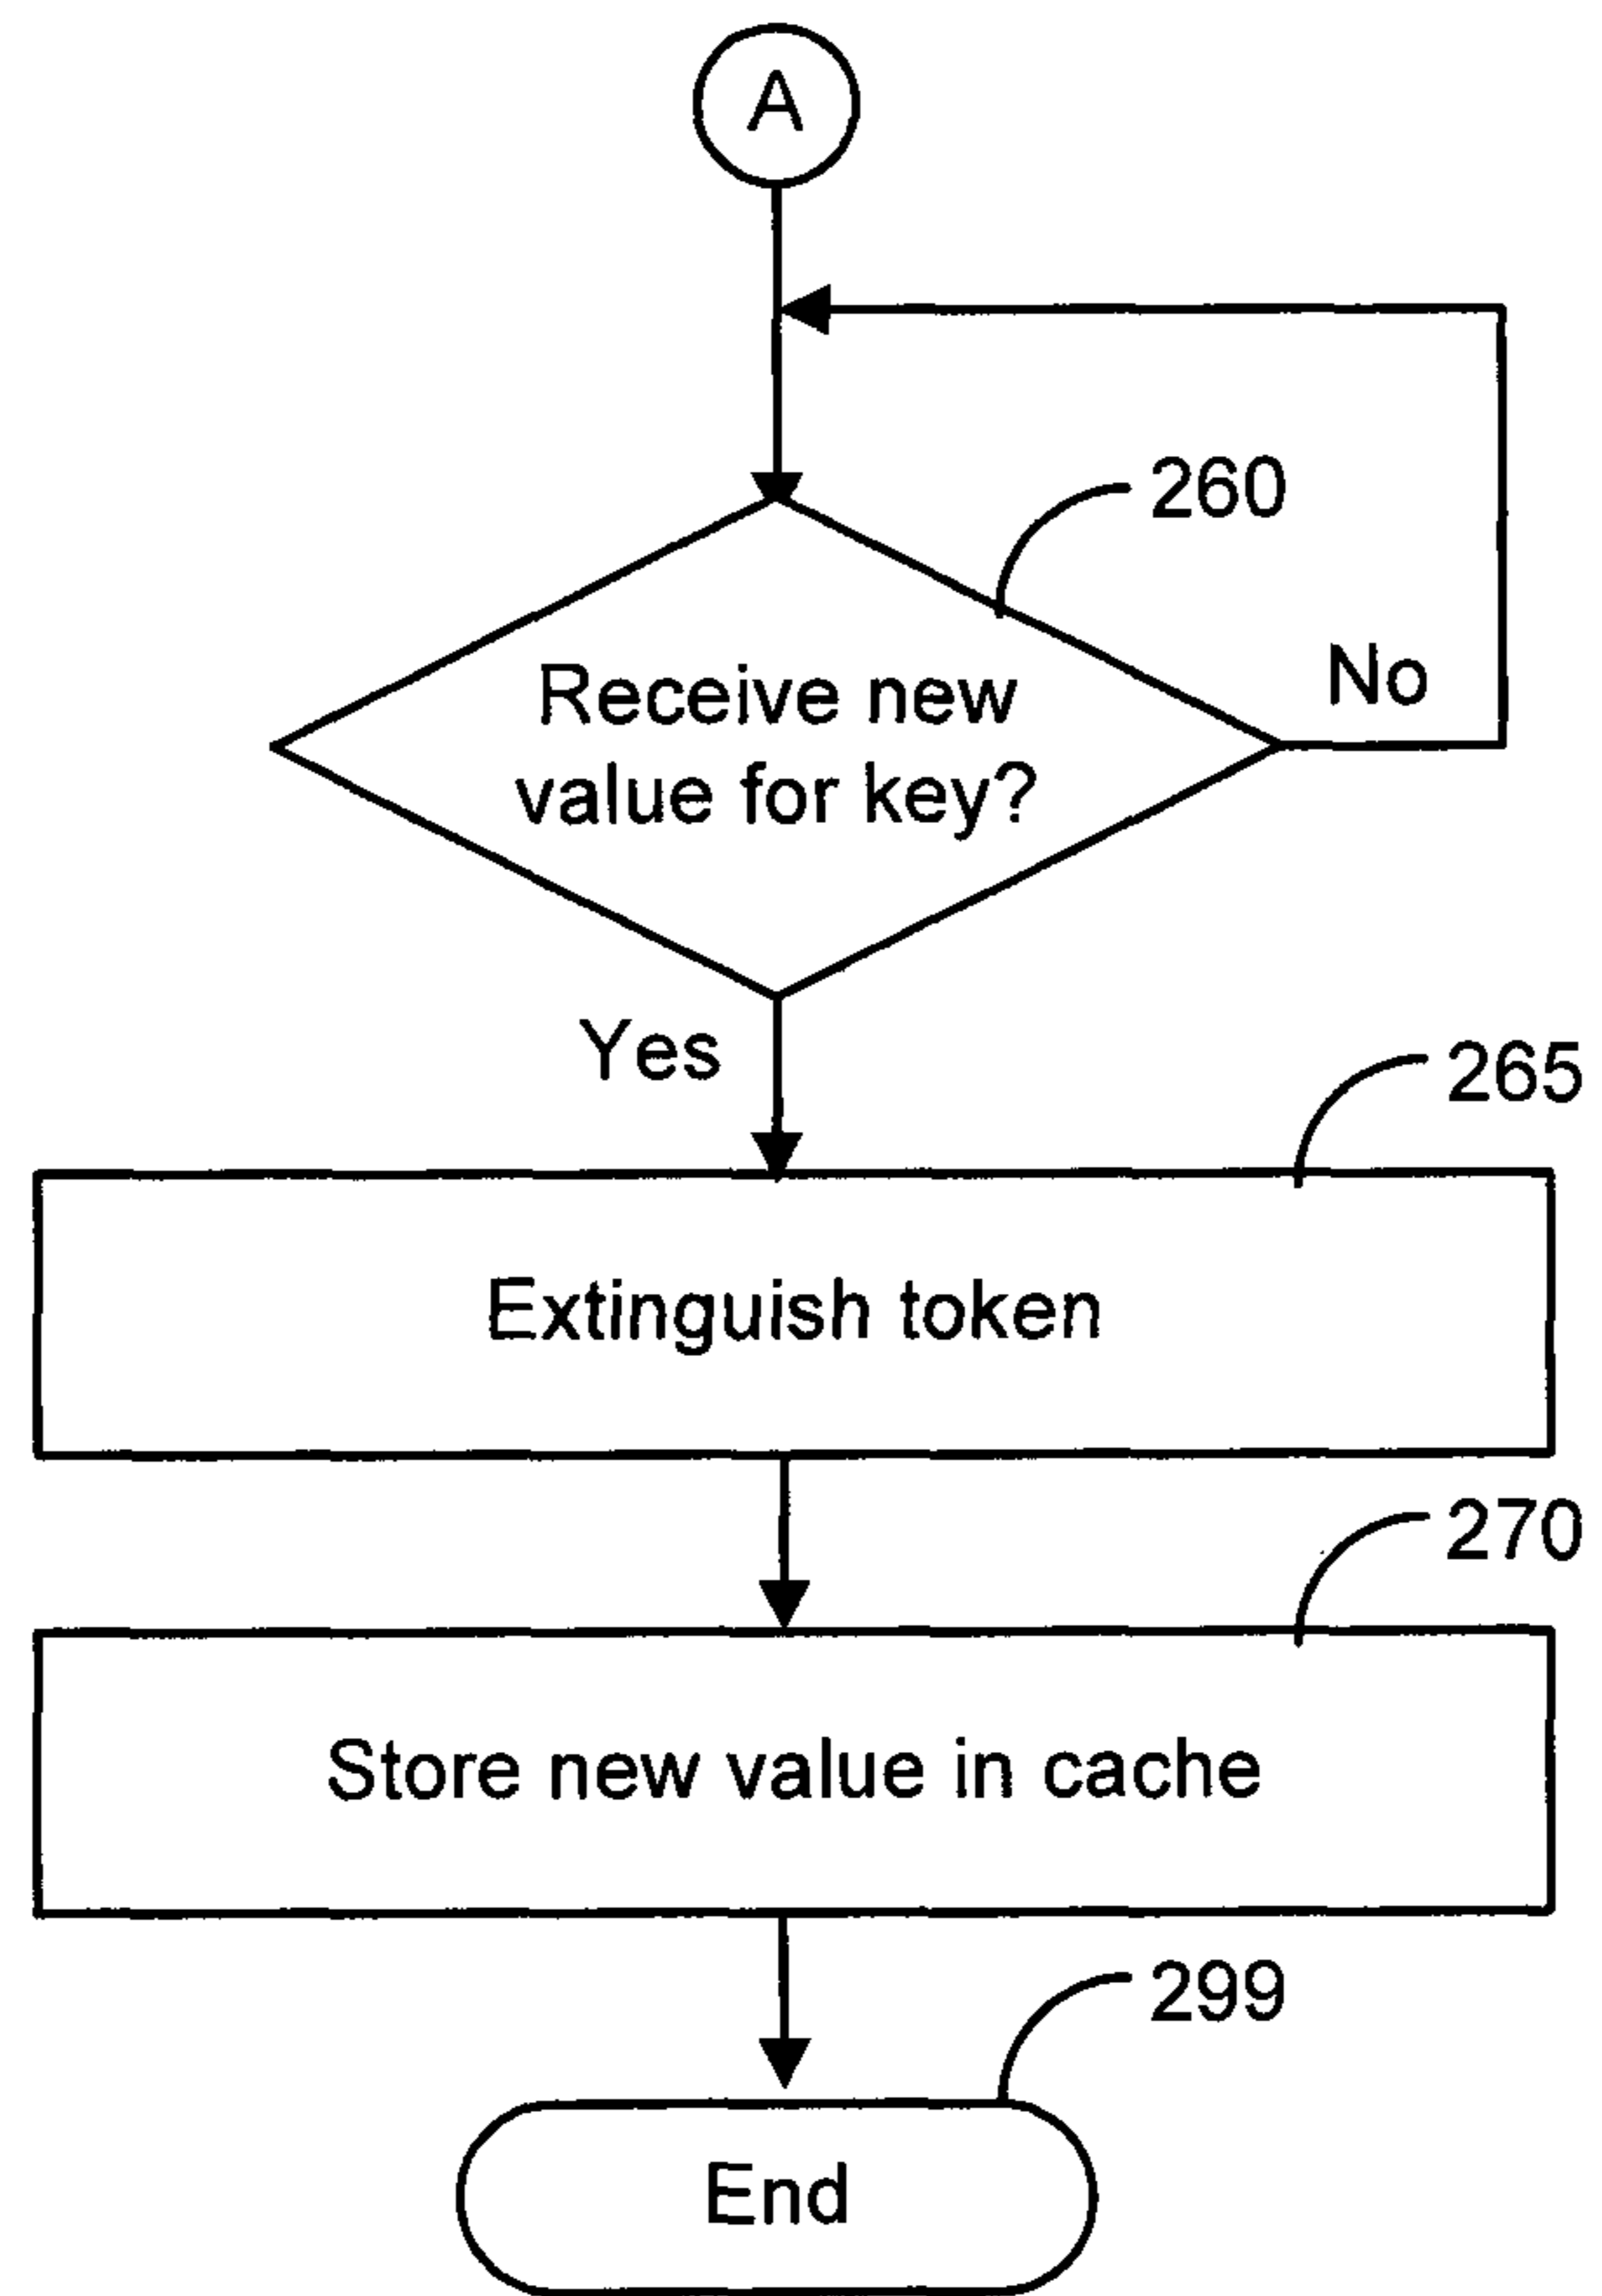 A
260
No
Receive new
value for key?
Yes
265
Extinguish token
270
Store new value in cache
299
End